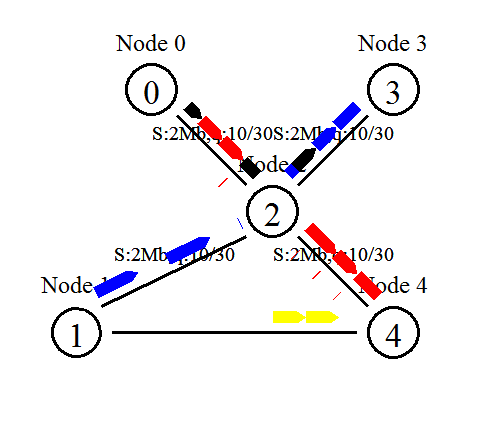 Node 0
Node 3
0
3
S:2Mb,q:10/30
S:2Mb,q:10/30
Node 2
2
S:2Mb,q:10/30
S:2Mb,q:10/30
Node 1
Node 4
1
4